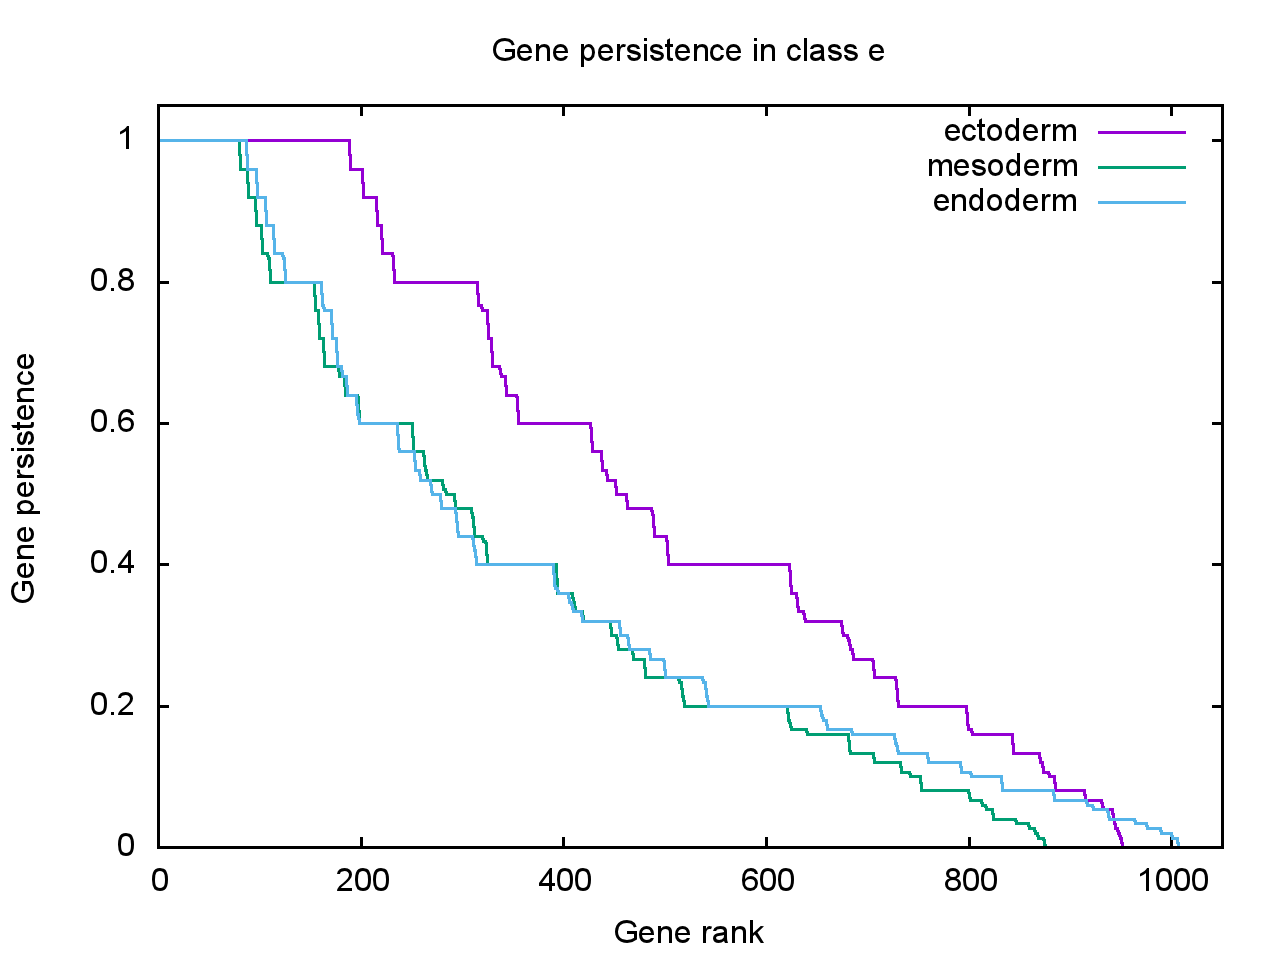 Gene persistence in class e
ectoderm
mesoderm
endoderm
1
0.8
0.6
0.4
0.2
0
Gene persistence
0 200 400 600 800 1000
Gene rank